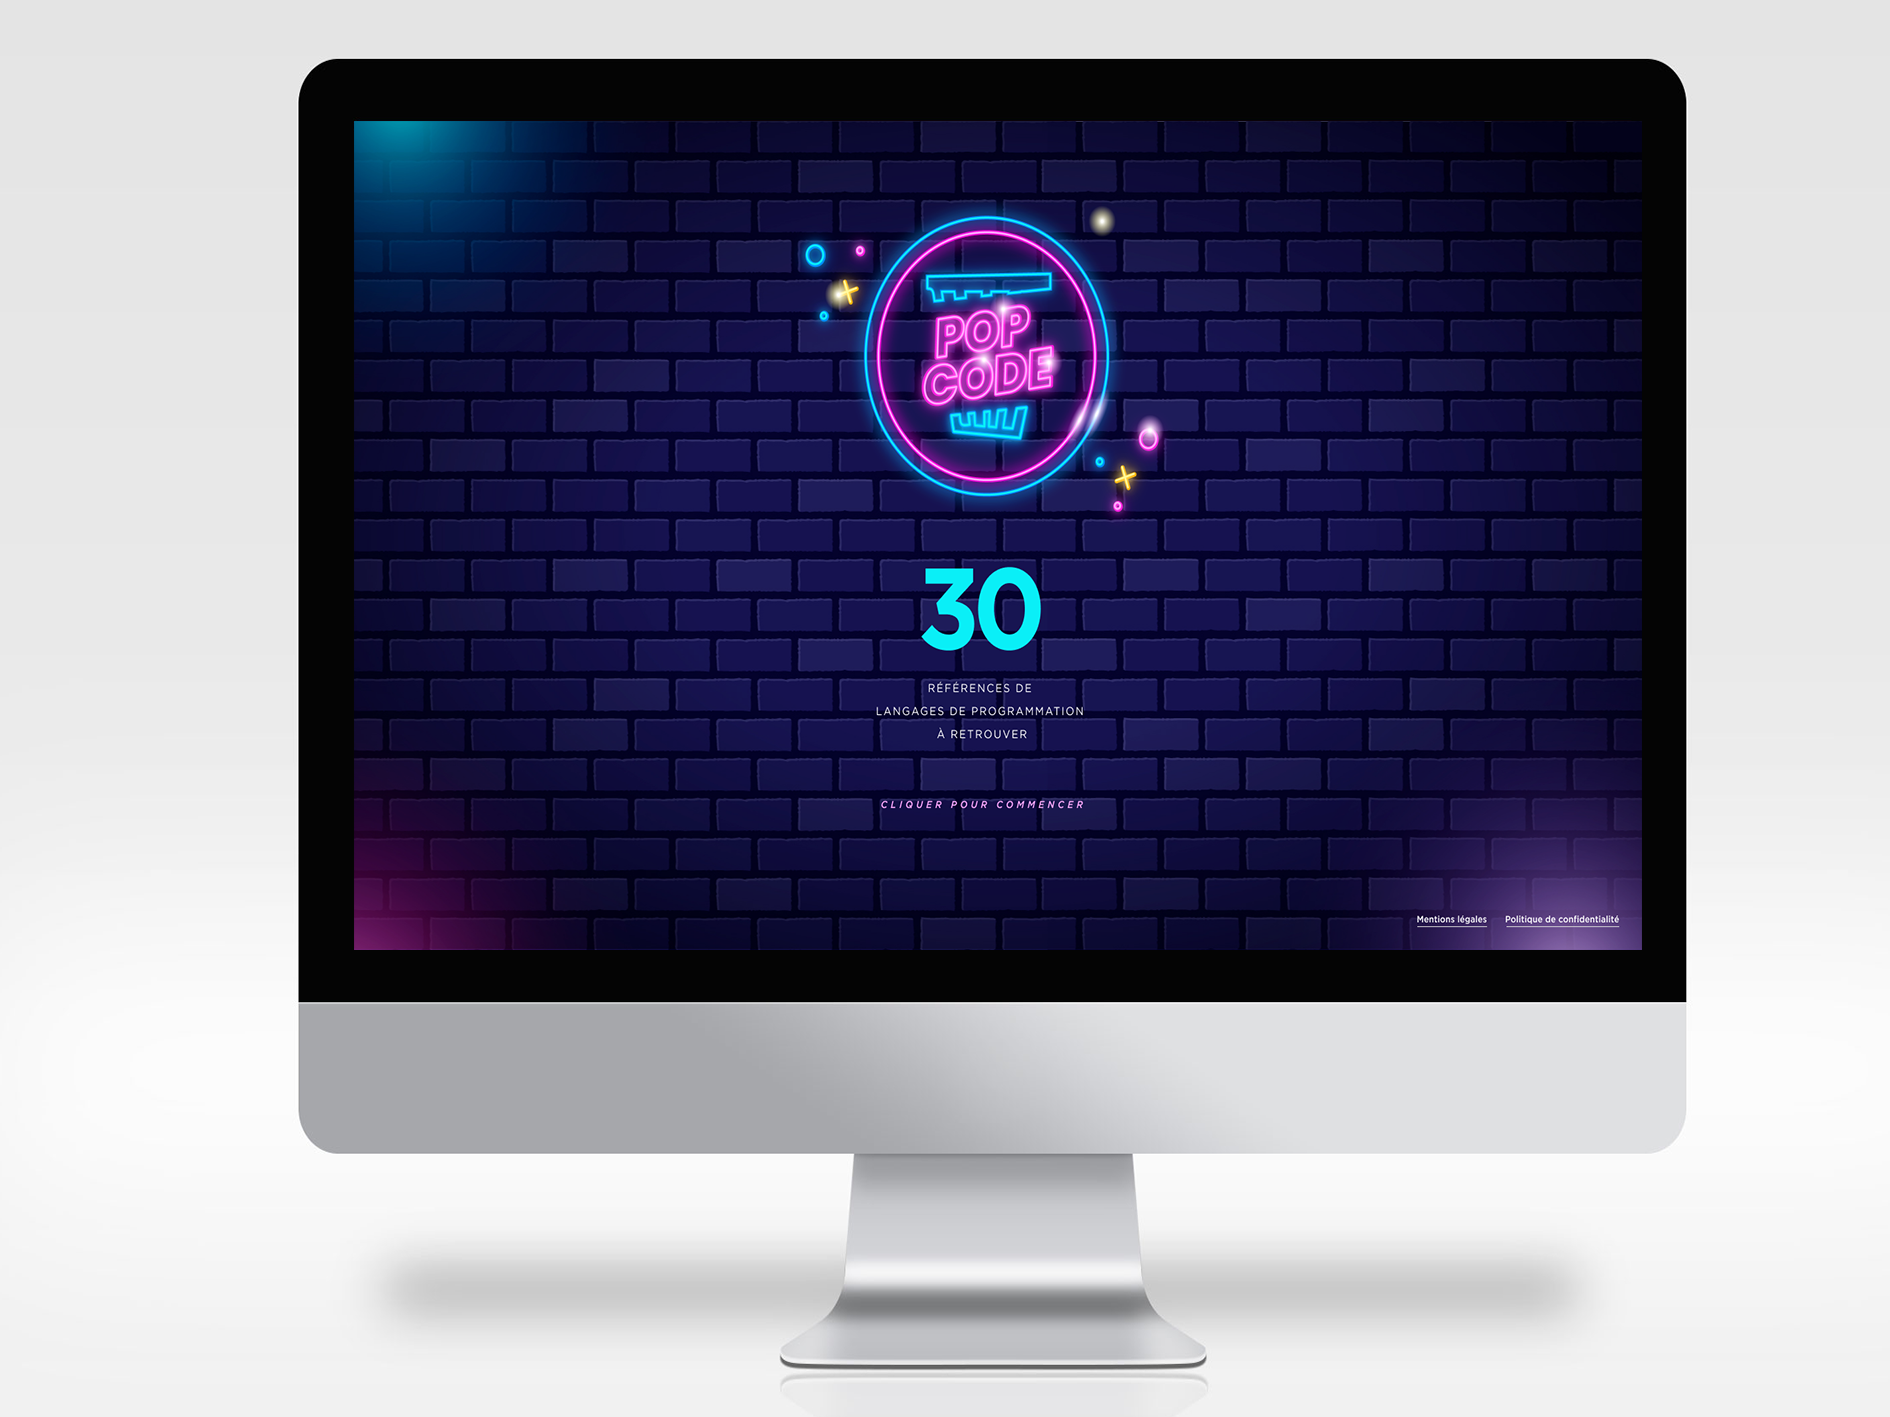 POP
CODE
30
RÉFÉRENCES DE
LANGAGES DE PROGRAMMATION
À RETROUVER
CLIQUER POUR COMMENCER
Mentions légales Politique de confidentialité